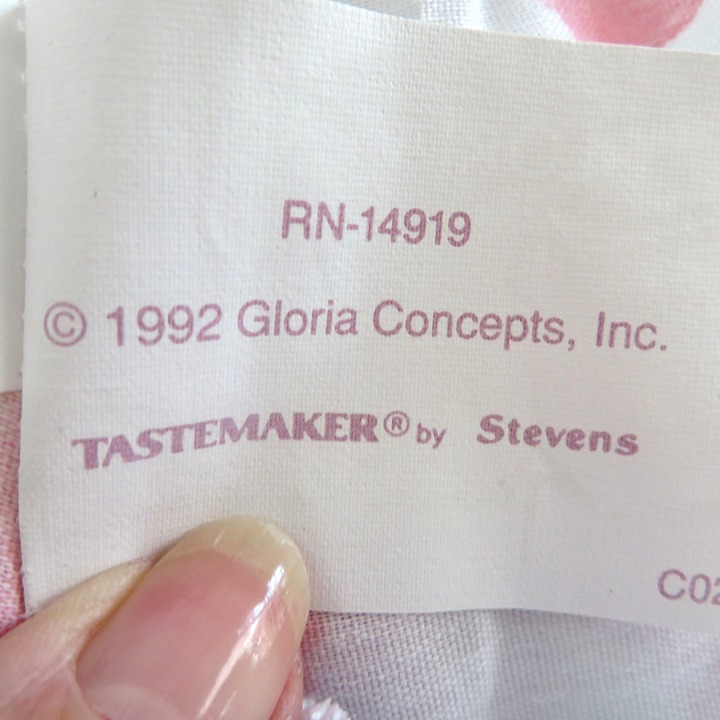 RN-14919
© 1992 Gloria Concepts, Inc.
TASTEMAKER® by Stevens